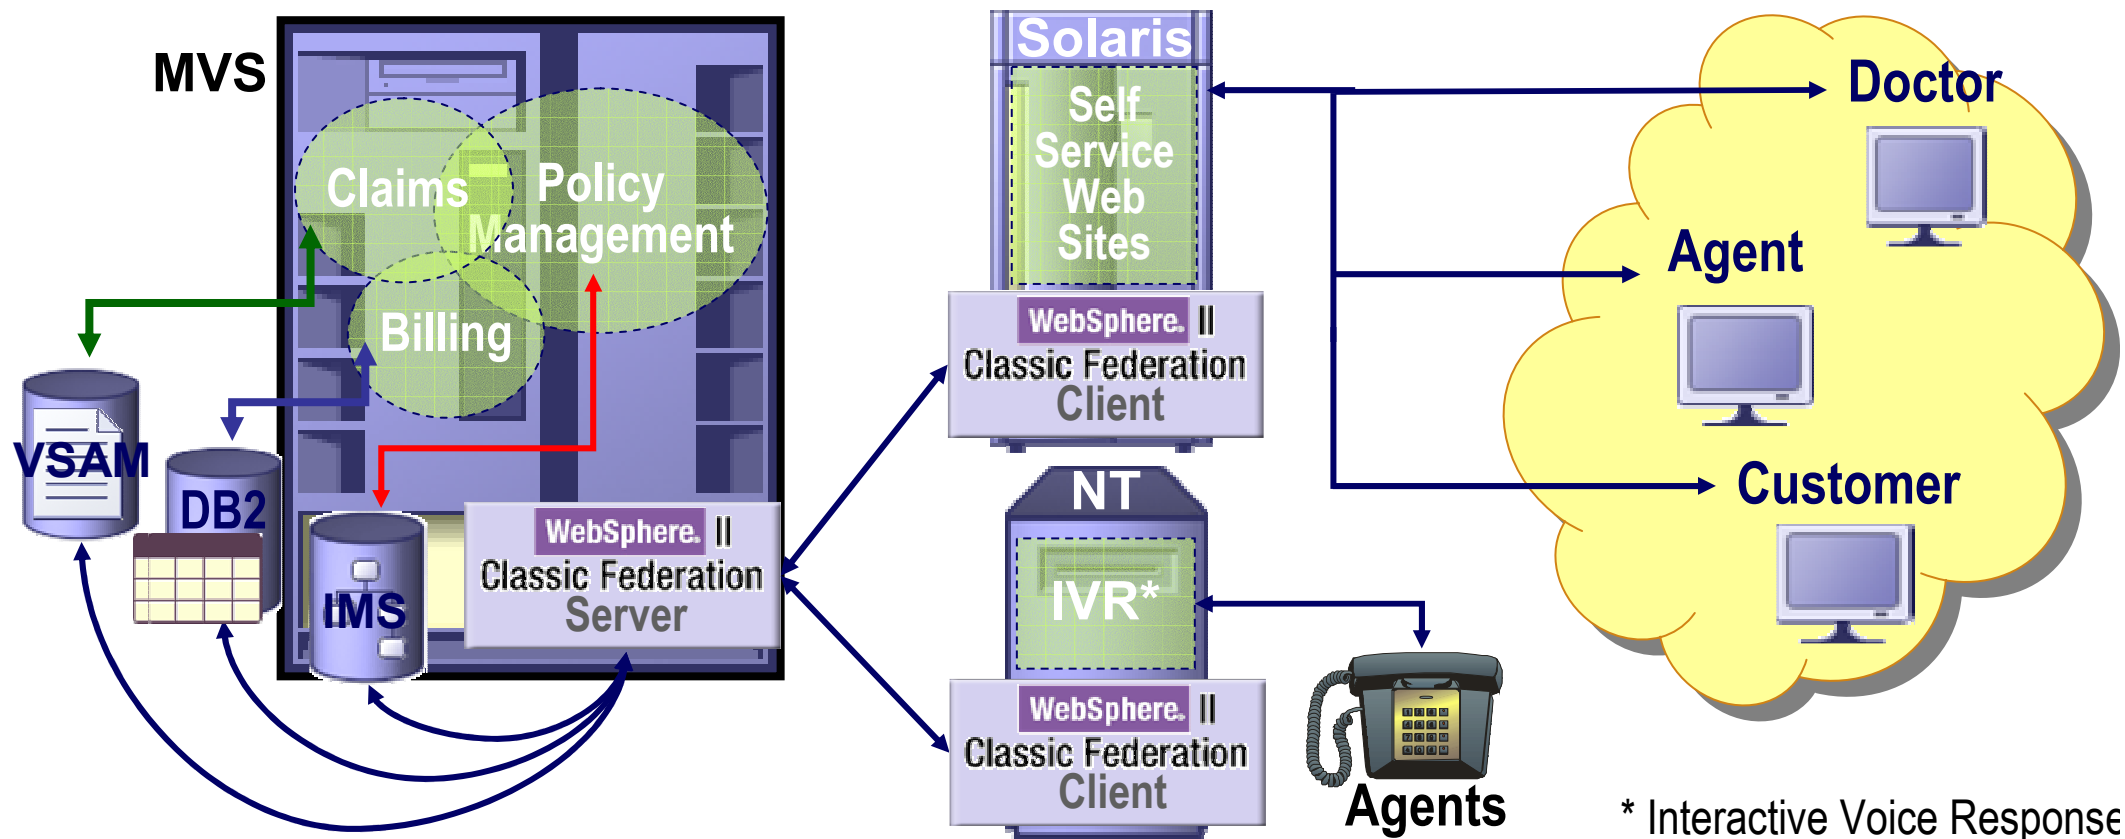 MVS
Claims
Policy
Management
Billing
VSAM
DB2
IMS
WebSphere. II
Classic Federation
Server
Solaris
Self
Service
Web
Sites
WebSphere. II
Classic Federation
Client
NT
IVR*
WebSphere. II
Classic Federation
Client
Doctor
Agent
Customer
Agents
* Interactive Voice Response